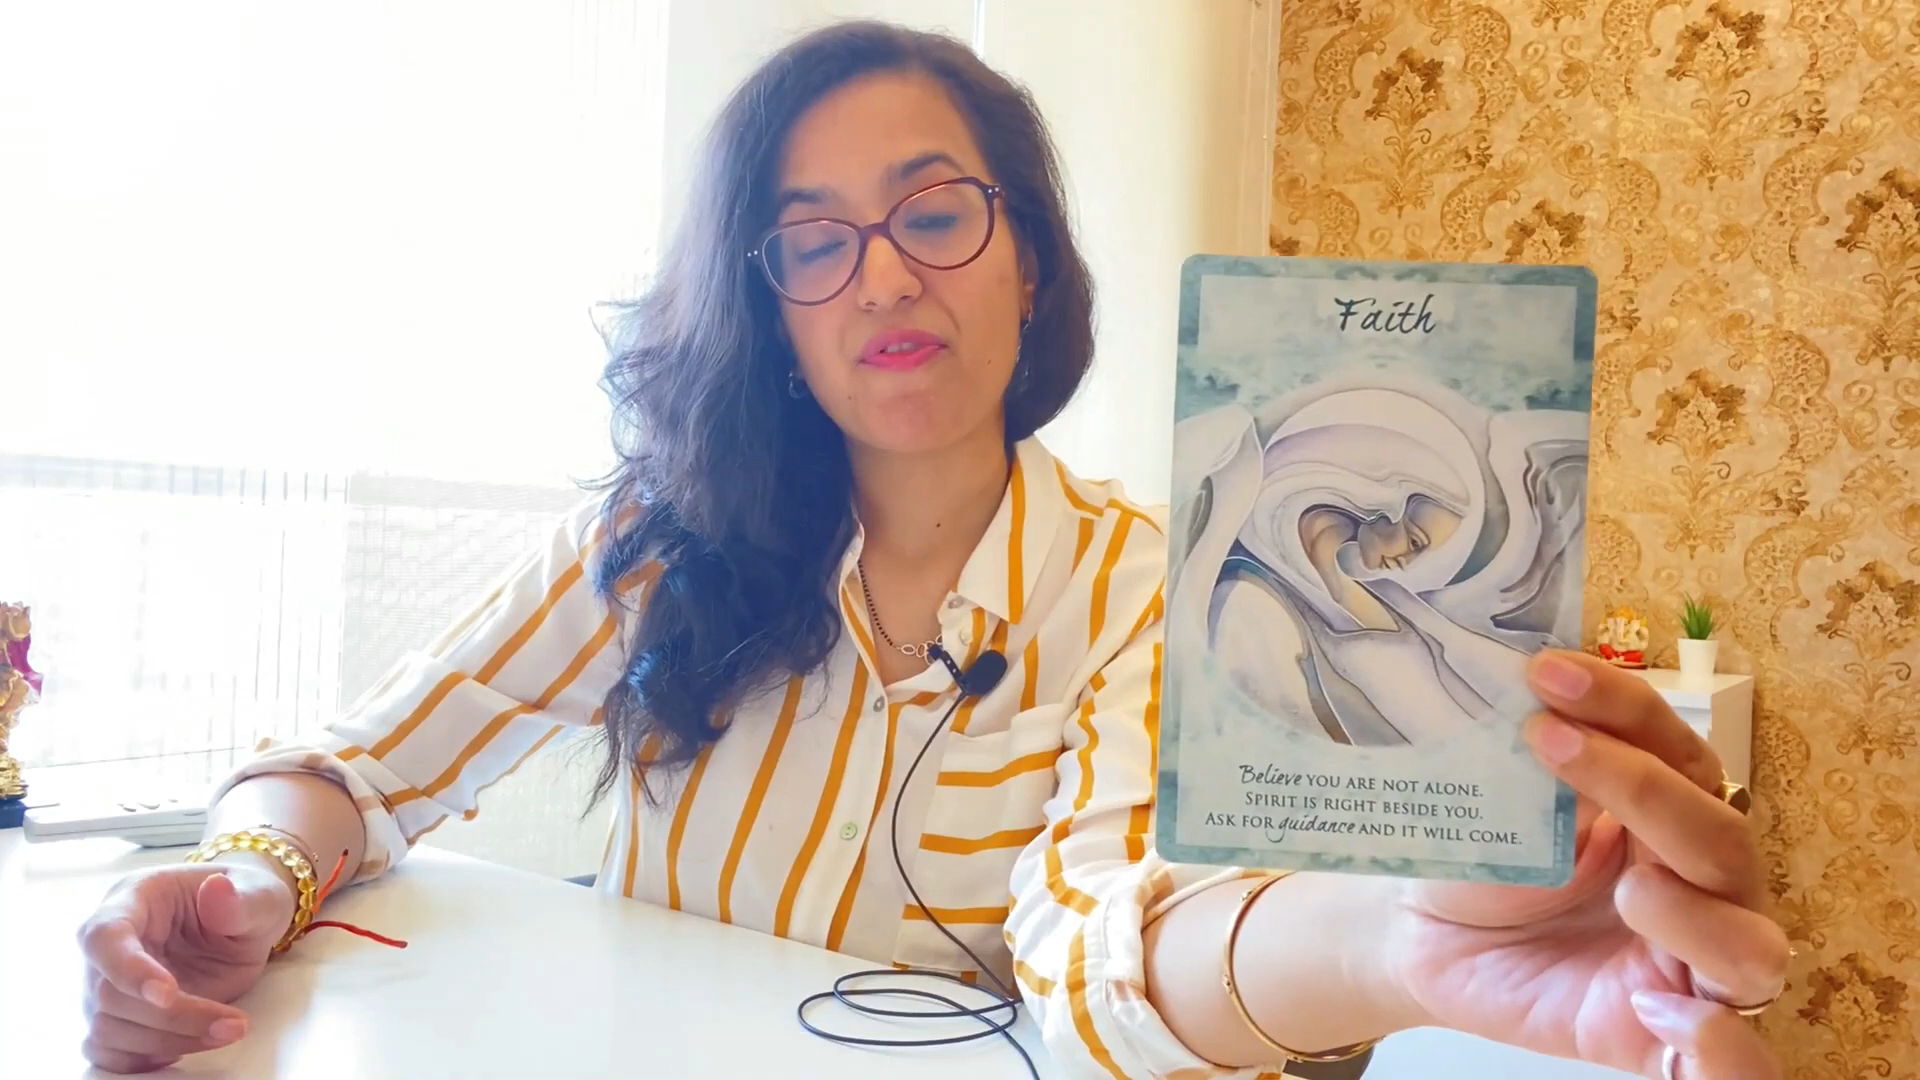 Faith
Believe YOU ARE NOT ALONE.
SPIRIT IS RIGHT BESIDE YOU.
ASK FOR guidance AND IT WILL COME.